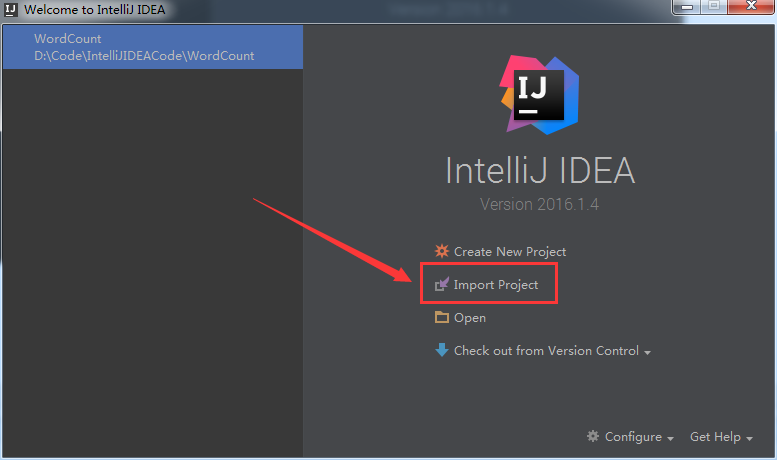 Welcome to IntelliJ IDEA
WordCount
D:\Code\IntelliJIDEACode\WordCount
IJ
IntelliJ IDEA
Version 2016.1.4
Create New Project
Import Project
Open
Check out from Version Control
Configure
Get Help